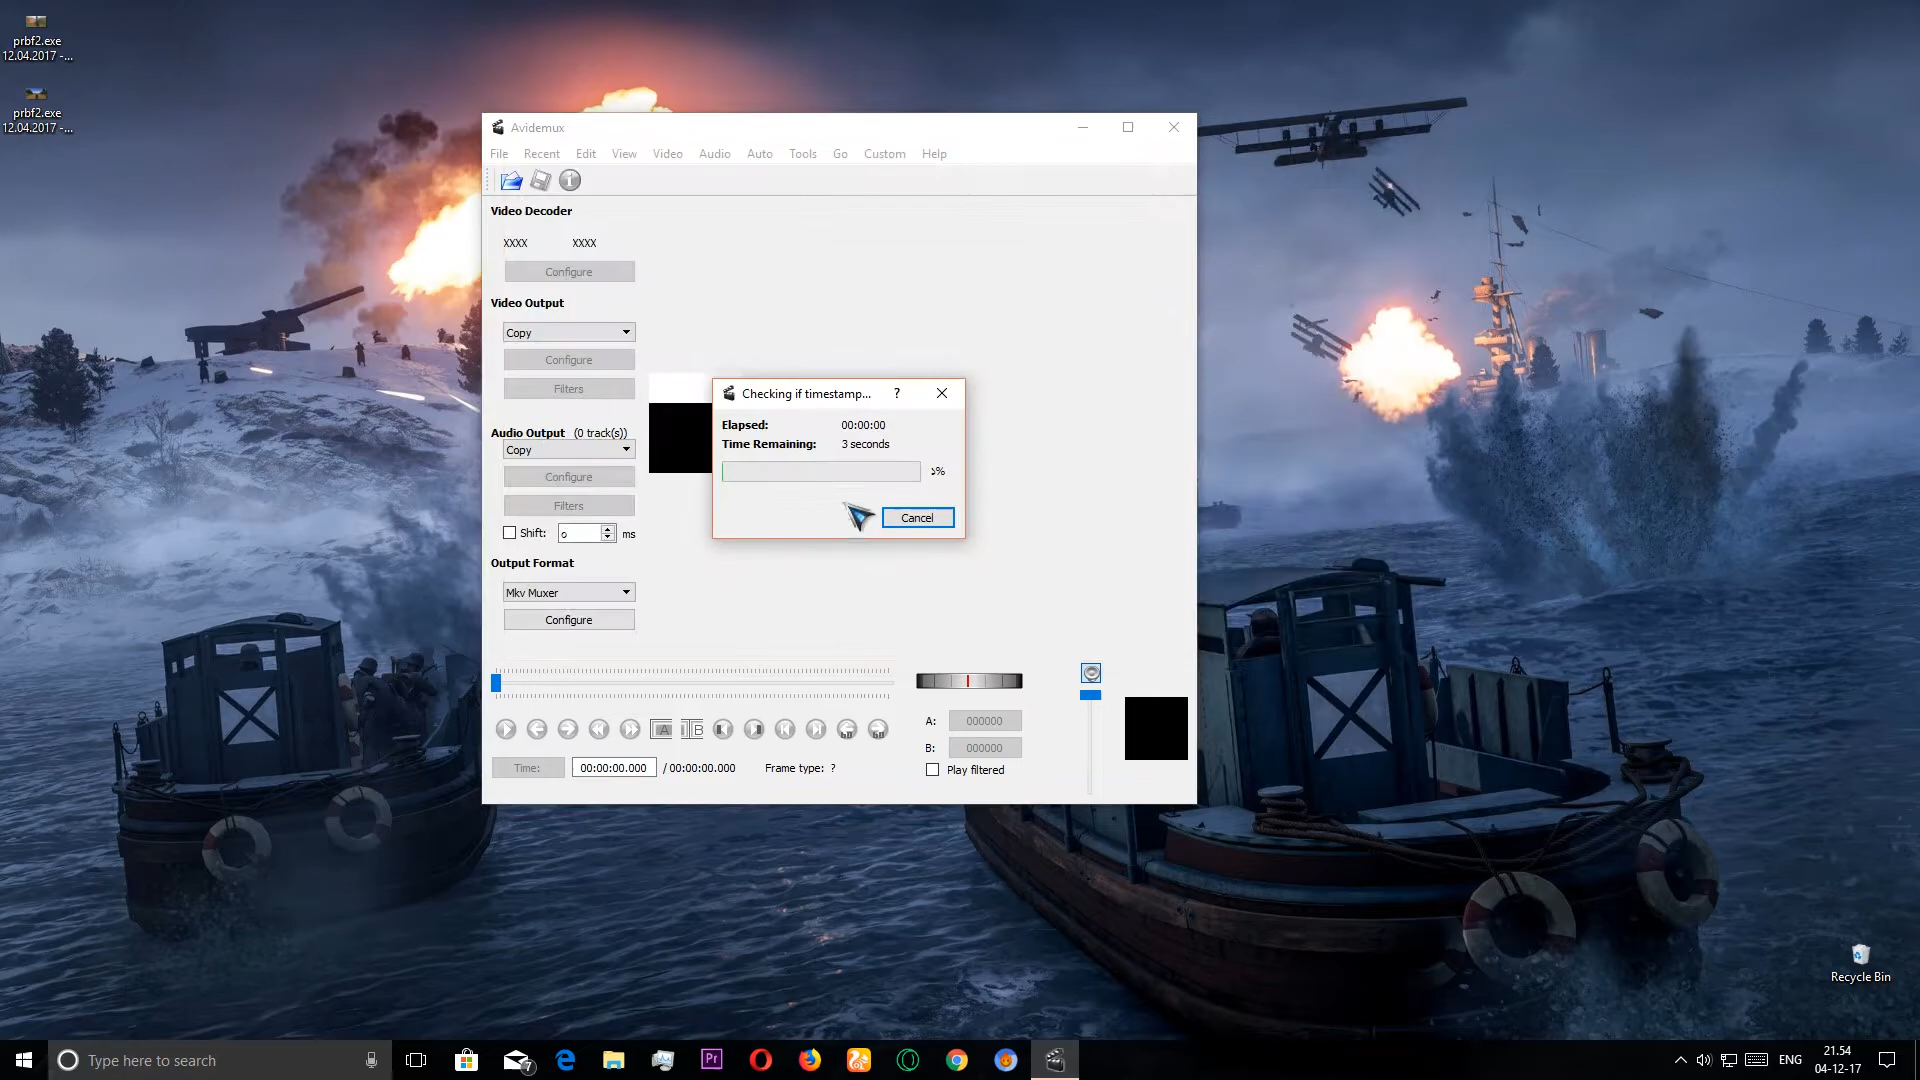 prbf2.exe
12.04.2017 -...
prbf2.exe
12.04.2017 -...
Avidemux
File Recent Edit View Video Audio Auto Tools Go Custom Help
Video Decoder
XXXX XXXX
Configure
Video Output
Copy
Configure
Filters
Audio Output (0 track(s))
Copy
Configure
Filters
Shift: 0 ms
Output Format
Mkv Muxer
Configure
Checking if timestamp... ?
Elapsed: 00:00:00
Time Remaining: 3 seconds
%
Cancel
A B
A: 000000
B: 000000
Time: 00:00:00.000 / 00:00:00.000 Frame type: ?
Play filtered
Recycle Bin
Type here to search
7
Pr
ENG
21.54
04-12-17